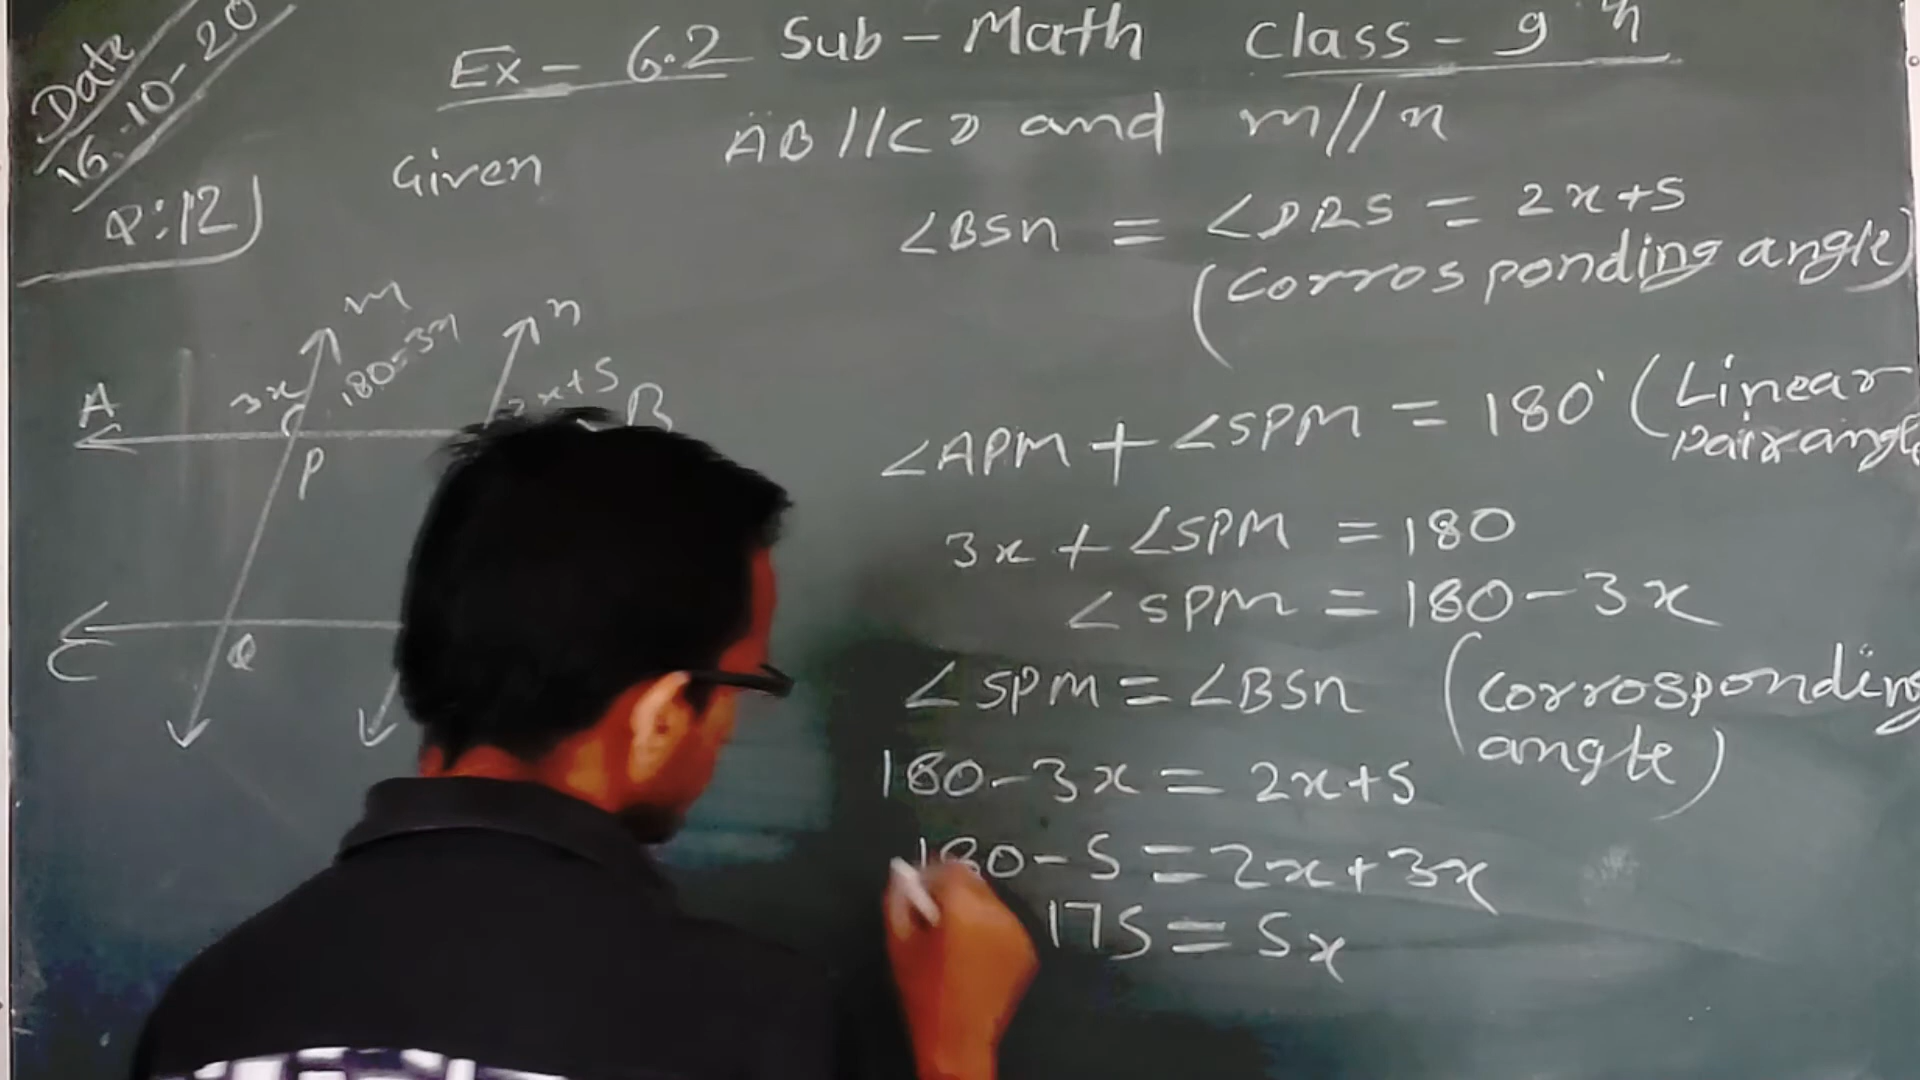 Date
16-10-20
Ex - 6.2 Sub - Math Class - 9th
Q:12)
Given AB//CD and m//n
∠BSn = ∠DRS = 2x+5
(Corrosponding angle)
m
n
3x
180-3x
2x+5
A
B
P
C
Q
∠APM + ∠SPM = 180° (Linear
pair angle
3x + ∠SPM = 180
∠SPM = 180-3x
∠SPM = ∠BSn (Corrosponding
angle)
180-3x = 2x+5
180-5 = 2x+3x
175 = 5x